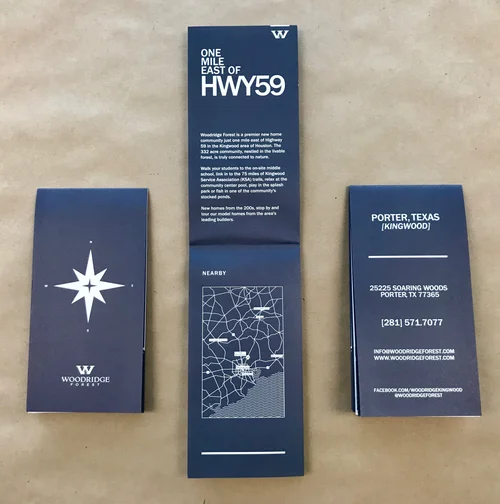 N
W
E
S
W
WOODRIDGE
FOREST
W
ONE
MILE
EAST OF
HWY59
Woodridge Forest is a premier new home
community just one mile east of Highway
59 in the Kingwood area of Houston. The
332 acre community, nestled in the livable
forest, is truly connected to nature.
Walk your students to the on-site middle
school, link in to the 75 miles of Kingwood
Service Association (KSA) trails, relax at the
community center pool, play in the splash
park or fish in one of the community's
stocked ponds.
New homes from the 200s, stop by and
tour our model homes from the area's
leading builders.
NEARBY
PORTER, TEXAS
[KINGWOOD]
25225 SOARING WOODS
PORTER, TX 77365
[281] 571.7077
INFO@WOODRIDGEFOREST.COM
WWW.WOODRIDGEFOREST.COM
FACEBOOK.COM/WOODRIDGEKINGWOOD
@WOODRIDGEFOREST